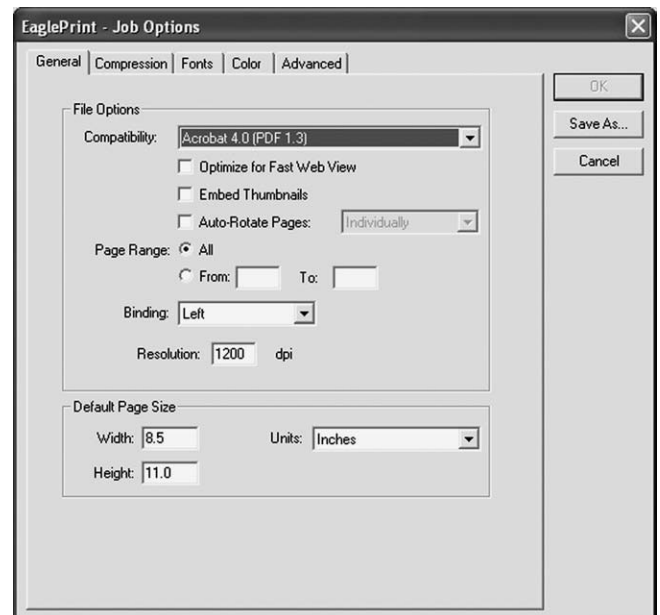 EaglePrint - Job Options
General Compression Fonts Color Advanced
OK
Save As...
Cancel
File Options
Compatibility: Acrobat 4.0 (PDF 1.3)
Optimize for Fast Web View
Embed Thumbnails
Auto-Rotate Pages: Individually
Page Range: All
From: To:
Binding: Left
Resolution: 1200 dpi
Default Page Size
Width: 8.5 Units: Inches
Height: 11.0